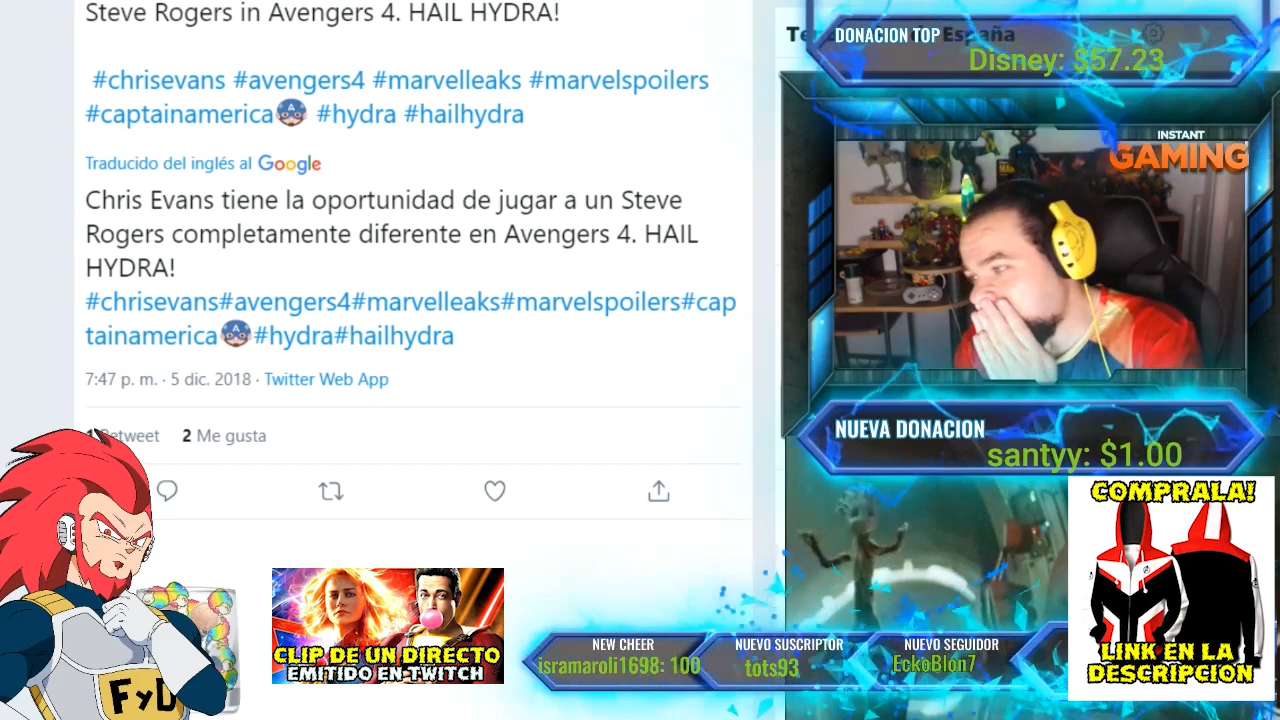 Steve Rogers in Avengers 4. HAIL HYDRA!
#chrisevans #avengers4 #marvelleaks #marvelspoilers
#captainamerica #hydra #hailhydra
Traducido del inglés al Google
Chris Evans tiene la oportunidad de jugar a un Steve
Rogers completamente diferente en Avengers 4. HAIL
HYDRA!
#chrisevans#avengers4#marvelleaks#marvelspoilers#cap
tainamerica#hydra#hailhydra
7:47 p. m. · 5 dic. 2018 · Twitter Web App
1 Retweet 2 Me gusta
España
DONACION TOP
Disney: $57.23
INSTANT
GAMING
NUEVA DONACION
santyy: $1.00
COMPRALA!
LINK EN LA
DESCRIPCION
FyD
CLIP DE UN DIRECTO
EMITIDO EN TWITCH
NEW CHEER
isramaroli1698: 100
NUEVO SUSCRIPTOR
tots93
NUEVO SEGUIDOR
EckoBlon7